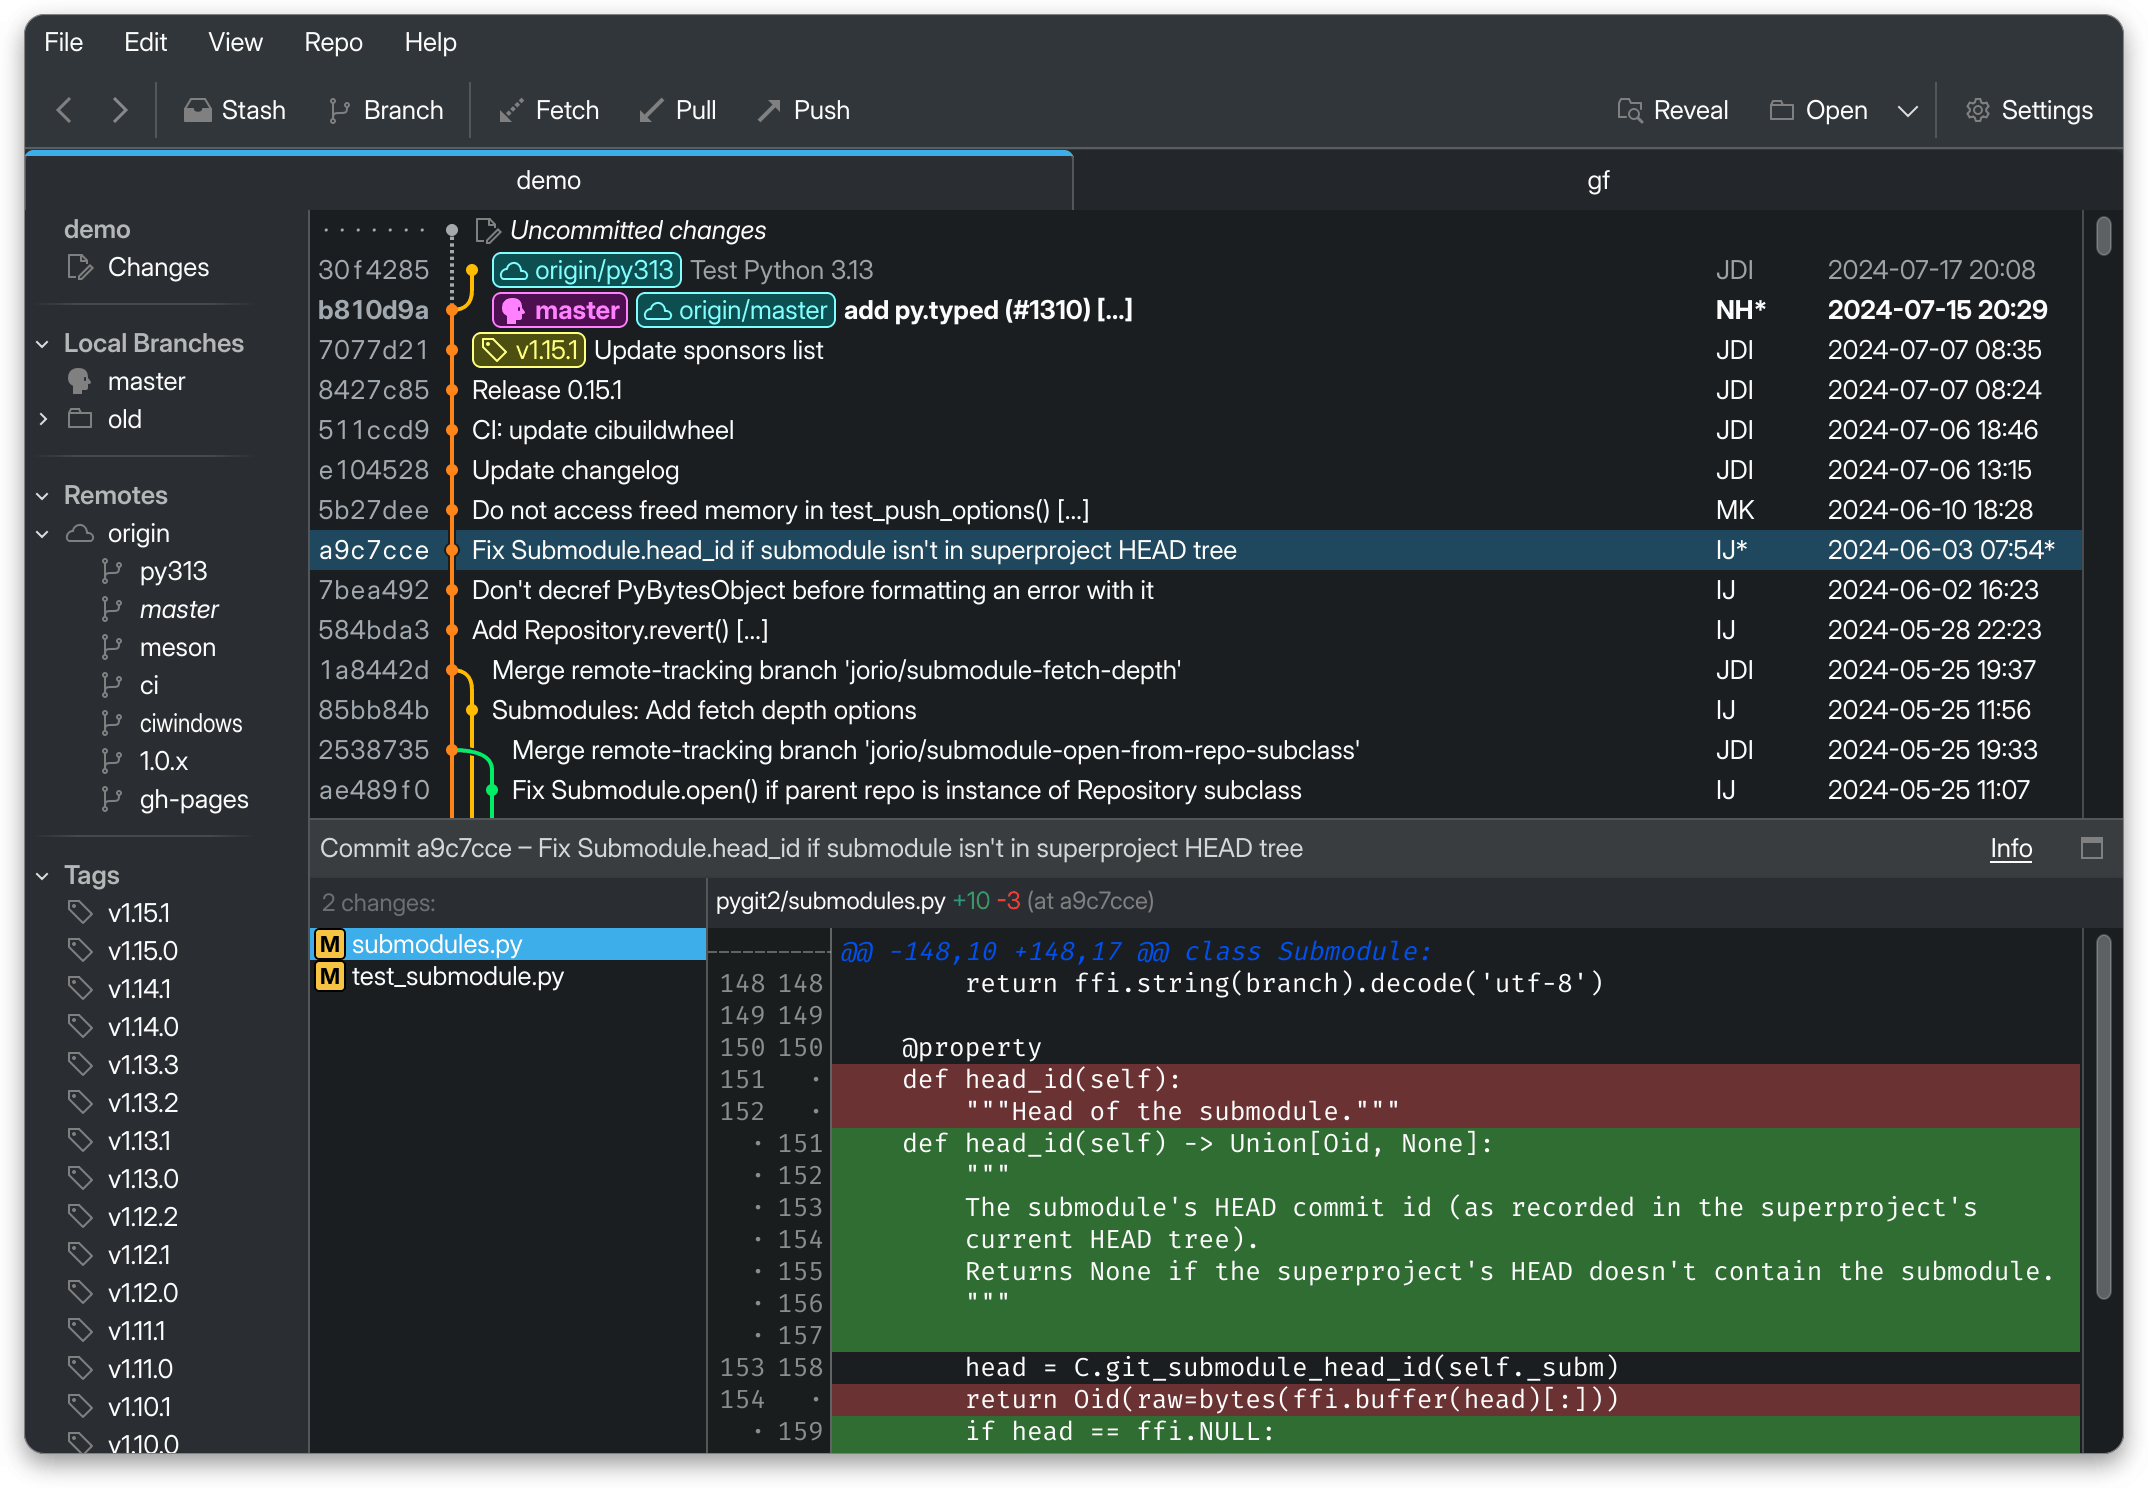 File Edit View Repo Help
Stash Branch Fetch Pull Push Reveal Open Settings
demo gf
demo
Changes
Local Branches
master
old
Remotes
origin
py313
master
meson
ci
ciwindows
1.0.x
gh-pages
Tags
v1.15.1
v1.15.0
v1.14.1
v1.14.0
v1.13.3
v1.13.2
v1.13.1
v1.13.0
v1.12.2
v1.12.1
v1.12.0
v1.11.1
v1.11.0
v1.10.1
v1.10.0
· · · · · · · Uncommitted changes
30f4285 origin/py313 Test Python 3.13 JDI 2024-07-17 20:08
b810d9a master origin/master add py.typed (#1310) [...] NH* 2024-07-15 20:29
7077d21 v1.15.1 Update sponsors list JDI 2024-07-07 08:35
8427c85 Release 0.15.1 JDI 2024-07-07 08:24
511ccd9 CI: update cibuildwheel JDI 2024-07-06 18:46
e104528 Update changelog JDI 2024-07-06 13:15
5b27dee Do not access freed memory in test_push_options() [...] MK 2024-06-10 18:28
a9c7cce Fix Submodule.head_id if submodule isn't in superproject HEAD tree IJ* 2024-06-03 07:54*
7bea492 Don't decref PyBytesObject before formatting an error with it IJ 2024-06-02 16:23
584bda3 Add Repository.revert() [...] IJ 2024-05-28 22:23
1a8442d Merge remote-tracking branch 'jorio/submodule-fetch-depth' JDI 2024-05-25 19:37
85bb84b Submodules: Add fetch depth options IJ 2024-05-25 11:56
2538735 Merge remote-tracking branch 'jorio/submodule-open-from-repo-subclass' JDI 2024-05-25 19:33
ae489f0 Fix Submodule.open() if parent repo is instance of Repository subclass IJ 2024-05-25 11:07
Commit a9c7cce – Fix Submodule.head_id if submodule isn't in superproject HEAD tree Info
2 changes:
M submodules.py
M test_submodule.py
pygit2/submodules.py +10 -3 (at a9c7cce)
@@ -148,10 +148,17 @@ class Submodule:
148 148         return ffi.string(branch).decode('utf-8')
149 149
150 150     @property
151 ·     def head_id(self):
152 ·         """Head of the submodule."""
· 151     def head_id(self) -> Union[Oid, None]:
· 152         """
· 153         The submodule's HEAD commit id (as recorded in the superproject's
· 154         current HEAD tree).
· 155         Returns None if the superproject's HEAD doesn't contain the submodule.
· 156         """
· 157
153 158         head = C.git_submodule_head_id(self._subm)
154 ·         return Oid(raw=bytes(ffi.buffer(head)[:]))
· 159         if head == ffi.NULL: